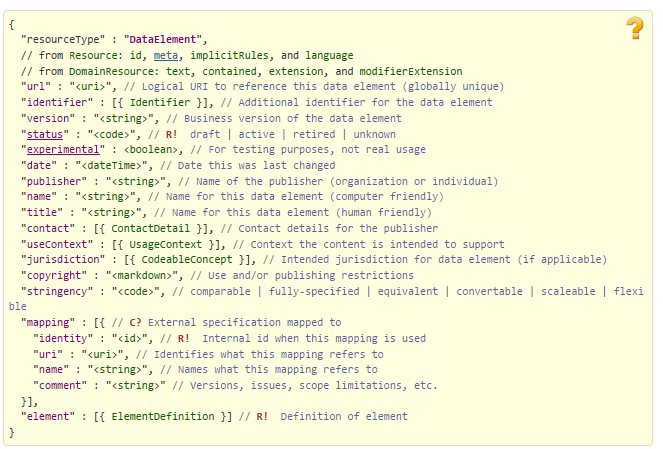 {
  "resourceType" : "DataElement",
  // from Resource: id, meta, implicitRules, and language
  // from DomainResource: text, contained, extension, and modifierExtension
  "url" : "<uri>", // Logical URI to reference this data element (globally unique)
  "identifier" : [{ Identifier }], // Additional identifier for the data element
  "version" : "<string>", // Business version of the data element
  "status" : "<code>", // R!  draft | active | retired | unknown
  "experimental" : <boolean>, // For testing purposes, not real usage
  "date" : "<dateTime>", // Date this was last changed
  "publisher" : "<string>", // Name of the publisher (organization or individual)
  "name" : "<string>", // Name for this data element (computer friendly)
  "title" : "<string>", // Name for this data element (human friendly)
  "contact" : [{ ContactDetail }], // Contact details for the publisher
  "useContext" : [{ UsageContext }], // Context the content is intended to support
  "jurisdiction" : [{ CodeableConcept }], // Intended jurisdiction for data element (if applicable)
  "copyright" : "<markdown>", // Use and/or publishing restrictions
  "stringency" : "<code>", // comparable | fully-specified | equivalent | convertable | scaleable | flexi
ble
  "mapping" : [{ // C? External specification mapped to
    "identity" : "<id>", // R!  Internal id when this mapping is used
    "uri" : "<uri>", // Identifies what this mapping refers to
    "name" : "<string>", // Names what this mapping refers to
    "comment" : "<string>" // Versions, issues, scope limitations, etc.
  }],
  "element" : [{ ElementDefinition }] // R!  Definition of element
}